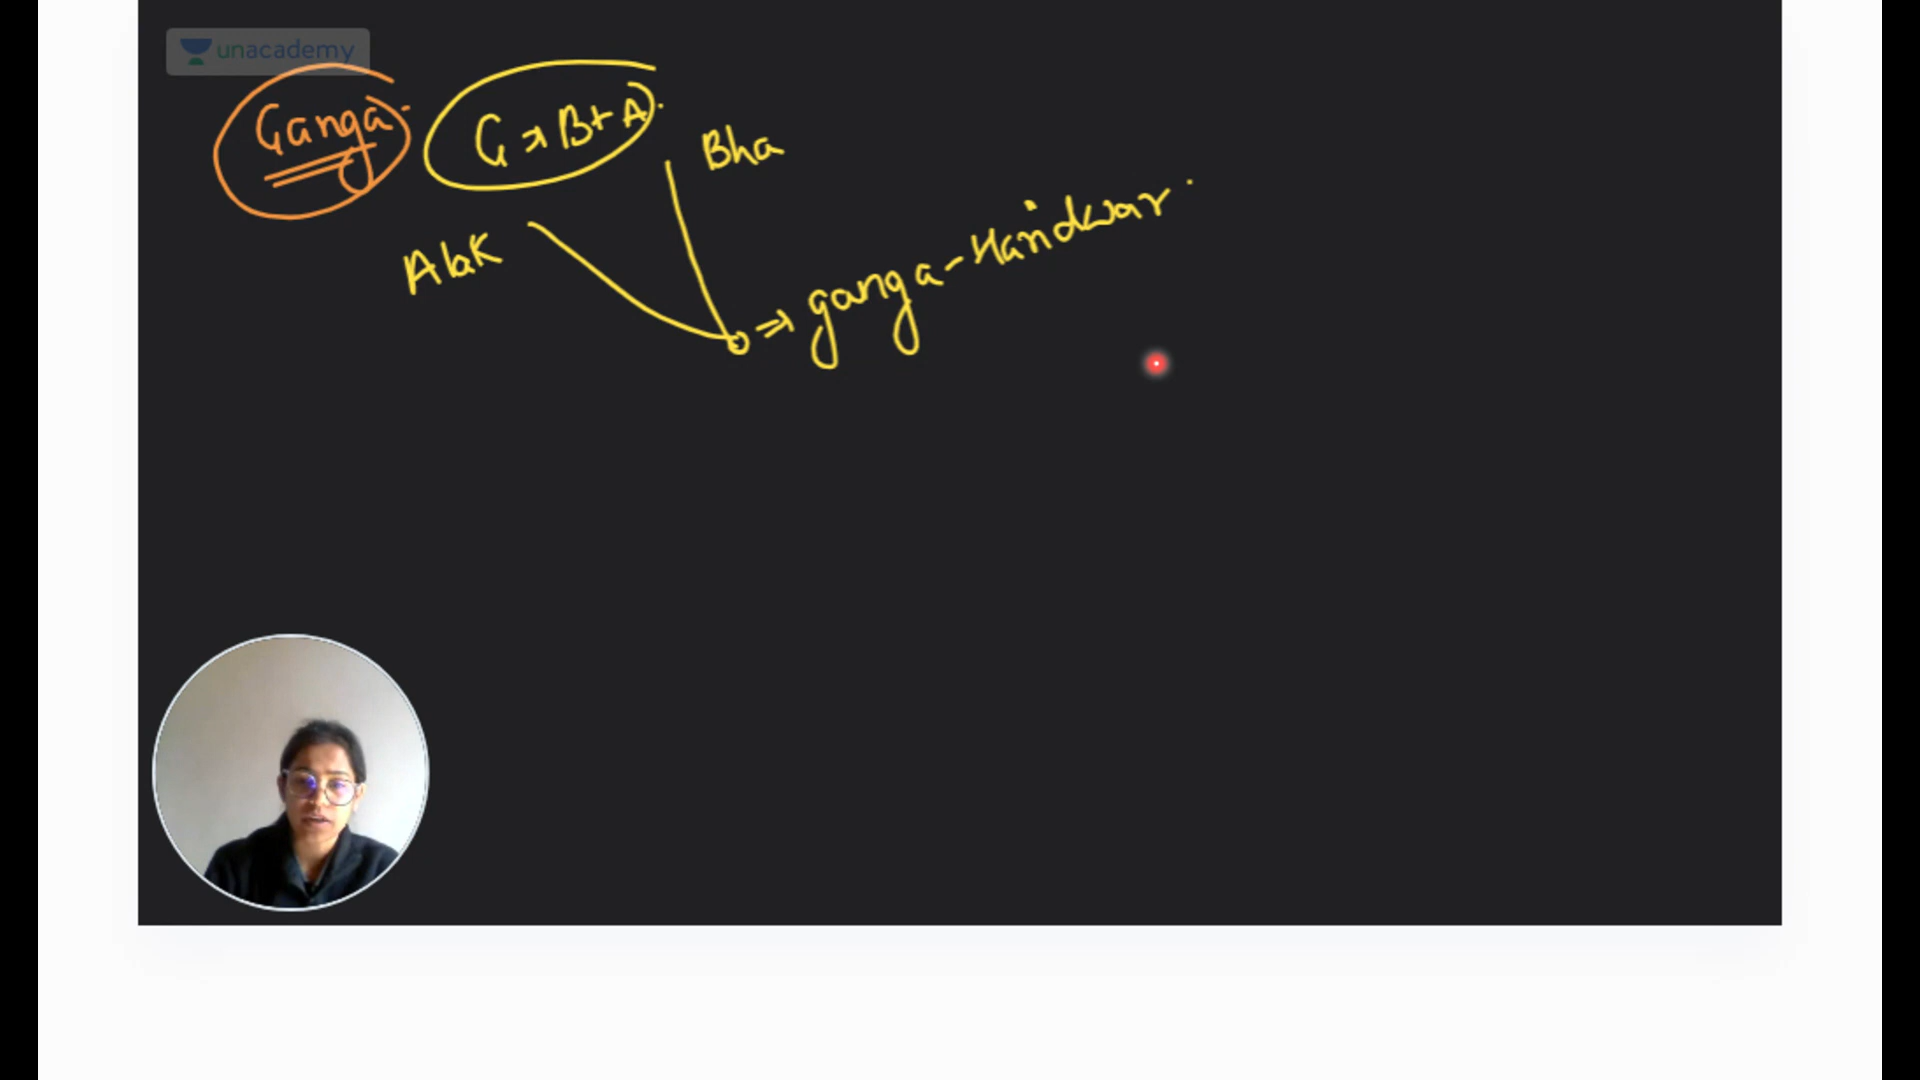 unacademy
Ganga
G → B + A
Bha
Alak
⇒ ganga - Haridwar